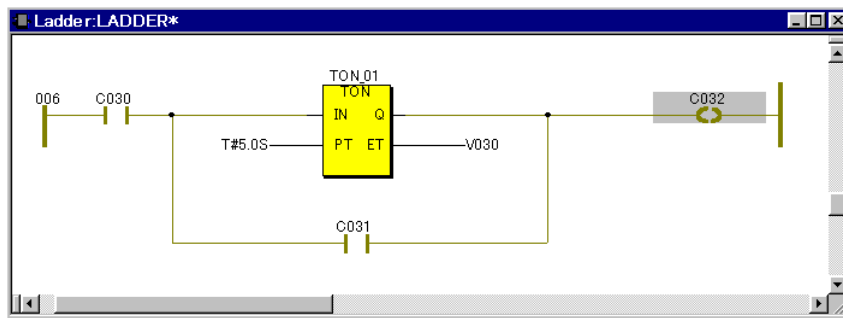 Ladder:LADDER*
TON_01
006 C030 TON C032
IN Q
T#5.0S PT ET V030
C031